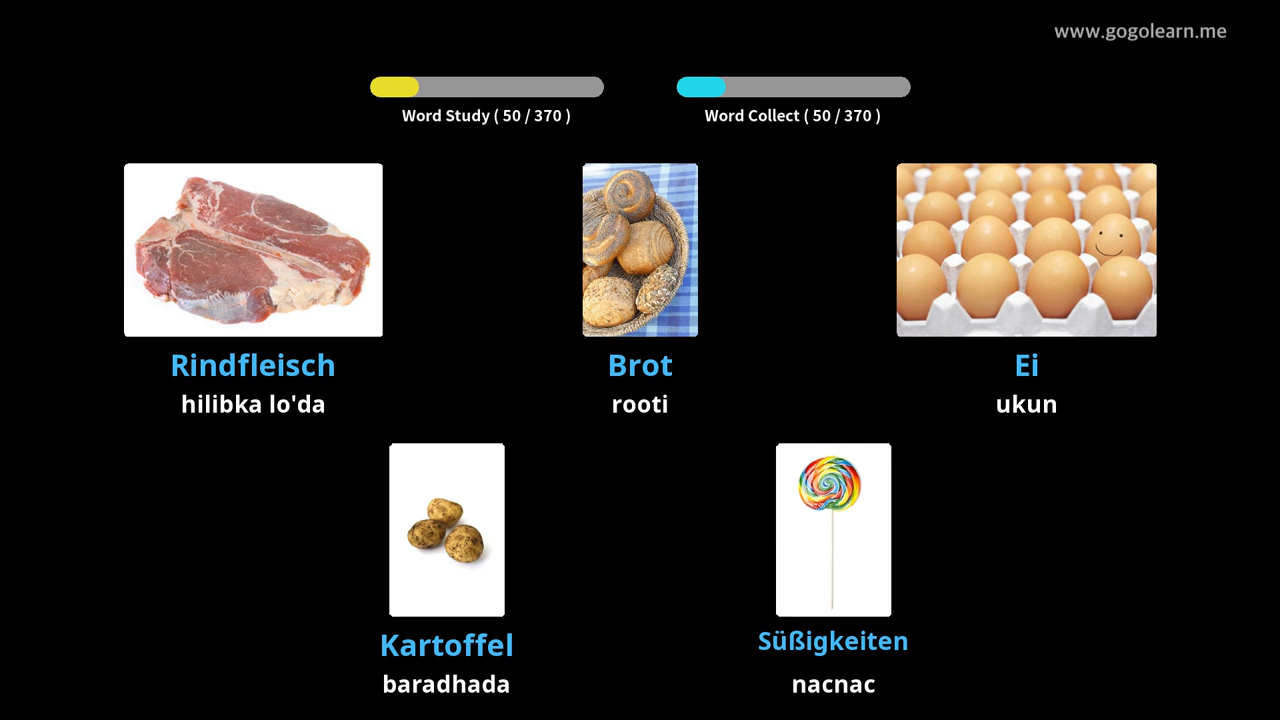 www.gogolearn.me
Word Study ( 50 / 370 )
Word Collect ( 50 / 370 )
Rindfleisch
hilibka lo'da
Brot
rooti
Ei
ukun
Kartoffel
baradhada
Süßigkeiten
nacnac